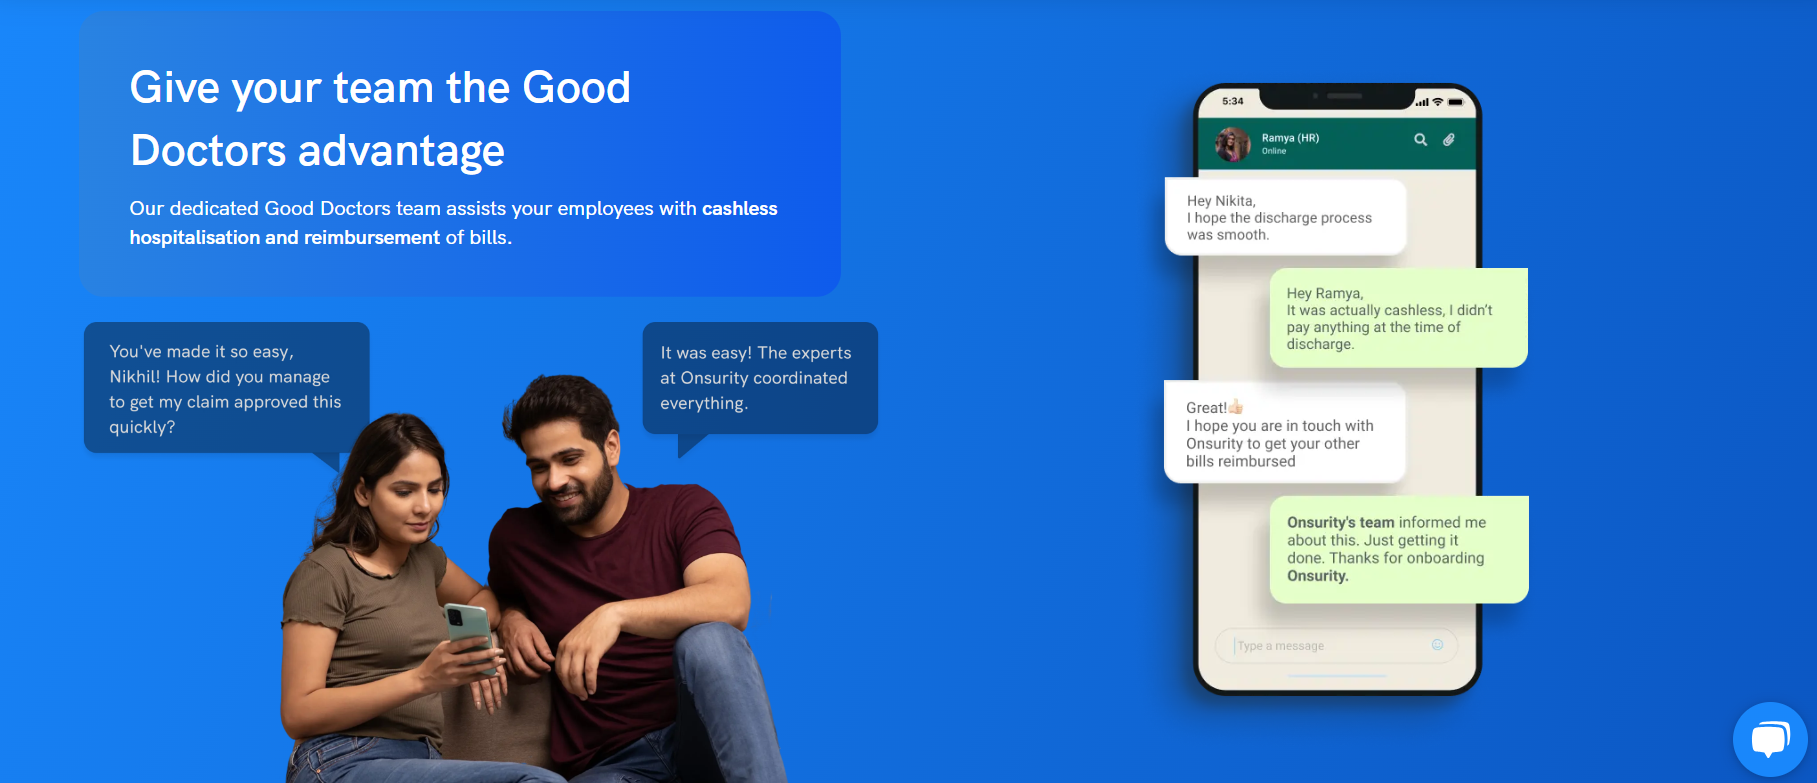 Give your team the Good
Doctors advantage
Our dedicated Good Doctors team assists your employees with cashless
hospitalisation and reimbursement of bills.
You've made it so easy,
Nikhil! How did you manage
to get my claim approved this
quickly?
It was easy! The experts
at Onsurity coordinated
everything.
5:34
Ramya (HR)
Online
Hey Nikita,
I hope the discharge process
was smooth.
Hey Ramya,
It was actually cashless, I didn’t
pay anything at the time of
discharge.
Great!👍🏻
I hope you are in touch with
Onsurity to get your other
bills reimbursed
Onsurity's team informed me
about this. Just getting it
done. Thanks for onboarding
Onsurity.
Type a message